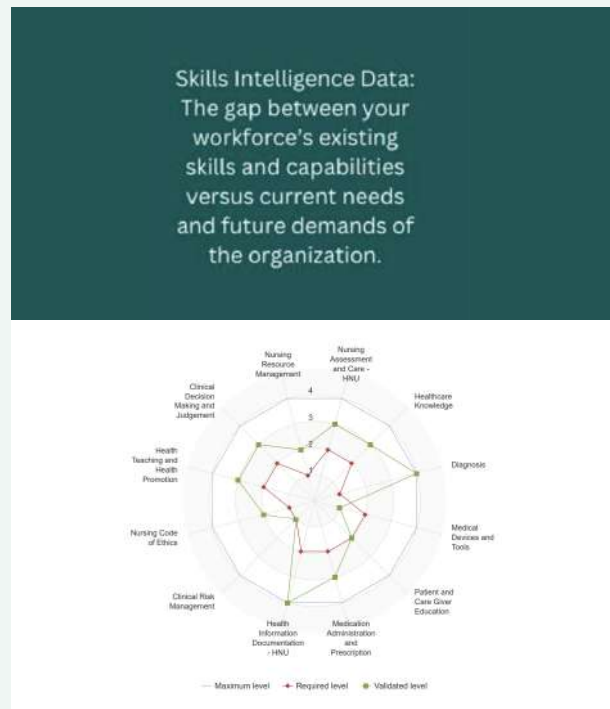 Skills Intelligence Data:
The gap between your
workforce's existing
skills and capabilities
versus current needs
and future demands of
the organization.
Nursing
Resource
Management
Nursing
Assessment
and Care -
HNU
Healthcare
Knowledge
Diagnosis
Medical
Devices and
Tools
Patient and
Care Giver
Education
Medication
Administration
and
Prescription
Health
Information
Documentation
- HNU
Clinical Risk
Management
Nursing Code
of Ethics
Health
Teaching and
Health
Promotion
Clinical
Decision
Making and
Judgement
4
3
2
1
Maximum level
Required level
Validated level